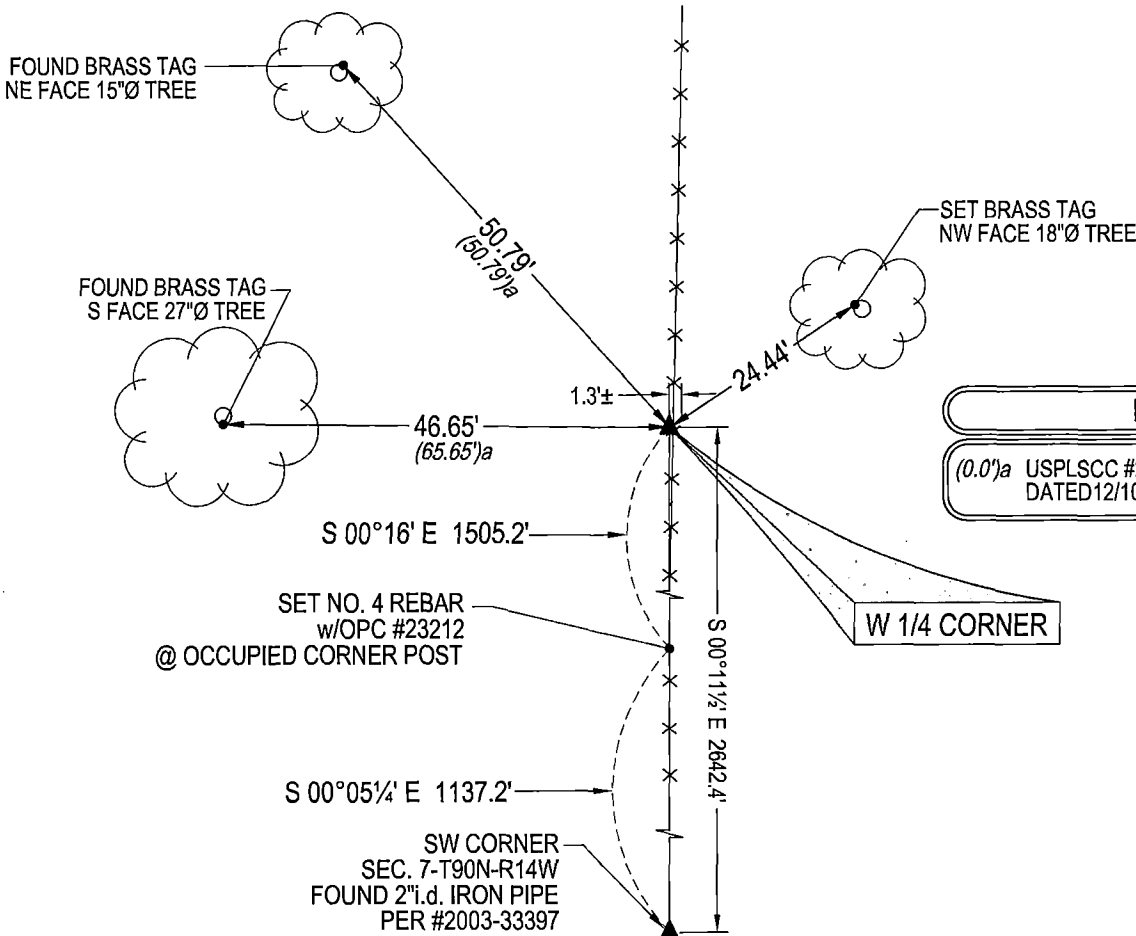 FOUND BRASS TAG
NE FACE 15"Ø TREE
50.79'
(50.79')a
SET BRASS TAG
NW FACE 18"Ø TREE
FOUND BRASS TAG
S FACE 27"Ø TREE
24.44'
1.3'±
46.65'
(65.65')a
(0.0')a USPLSCC
DATED12/10
S 00°16' E 1505.2'
SET NO. 4 REBAR
w/OPC #23212
@ OCCUPIED CORNER POST
W 1/4 CORNER
S 00°11½' E 2642.4'
S 00°05¼' E 1137.2'
SW CORNER
SEC. 7-T90N-R14W
FOUND 2"i.d. IRON PIPE
PER #2003-33397